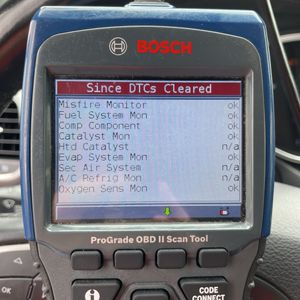 BOSCH
Since DTCs Cleared
Misfire Monitor ok
Fuel System Mon ok
Comp Component ok
Catalyst Mon ok
Htd Catalyst n/a
Evap System Mon ok
Sec Air System n/a
A/C Refrig Mon n/a
Oxygen Sens Mon ok
ProGrade OBD II Scan Tool
CODE
CONNECT